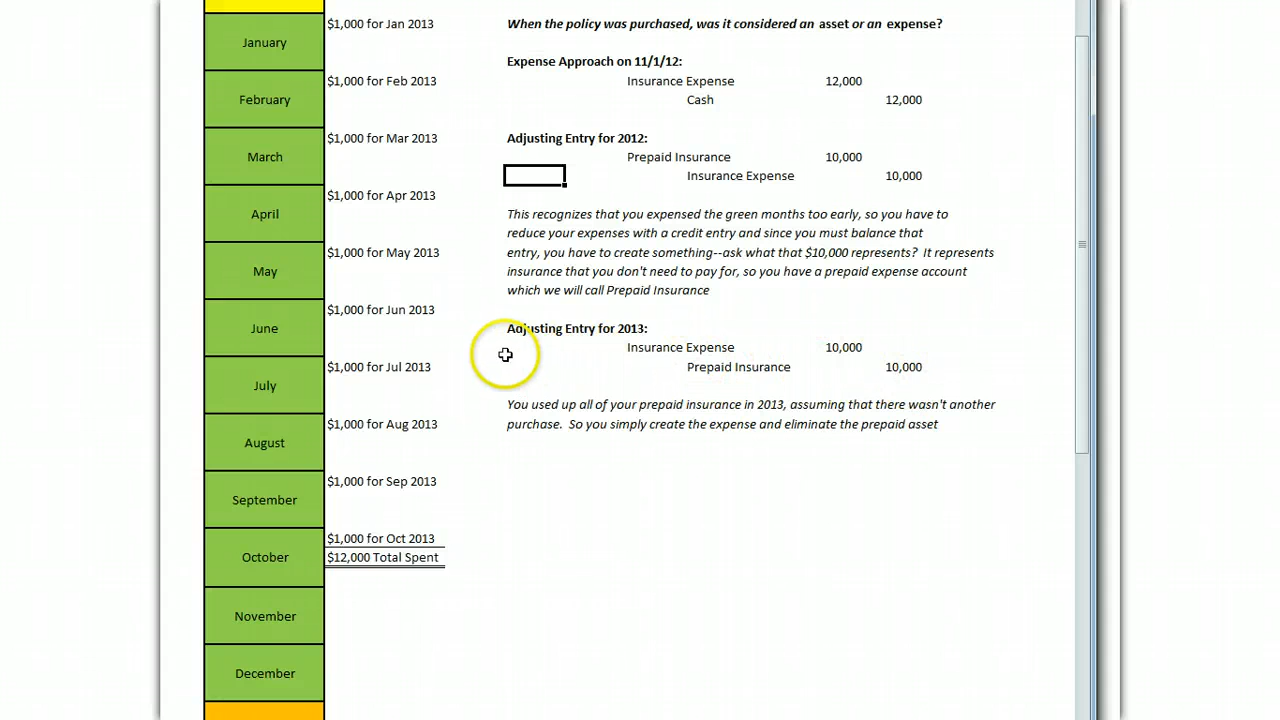 January
$1,000 for Jan 2013
February
$1,000 for Feb 2013
March
$1,000 for Mar 2013
April
$1,000 for Apr 2013
May
$1,000 for May 2013
June
$1,000 for Jun 2013
July
$1,000 for Jul 2013
August
$1,000 for Aug 2013
September
$1,000 for Sep 2013
October
$1,000 for Oct 2013
$12,000 Total Spent
November
December
When the policy was purchased, was it considered an asset or an expense?
Expense Approach on 11/1/12:
Insurance Expense 12,000
Cash 12,000
Adjusting Entry for 2012:
Prepaid Insurance 10,000
Insurance Expense 10,000
This recognizes that you expensed the green months too early, so you have to
reduce your expenses with a credit entry and since you must balance that
entry, you have to create something--ask what that $10,000 represents? It represents
insurance that you don't need to pay for, so you have a prepaid expense account
which we will call Prepaid Insurance
Adjusting Entry for 2013:
Insurance Expense 10,000
Prepaid Insurance 10,000
You used up all of your prepaid insurance in 2013, assuming that there wasn't another
purchase. So you simply create the expense and eliminate the prepaid asset